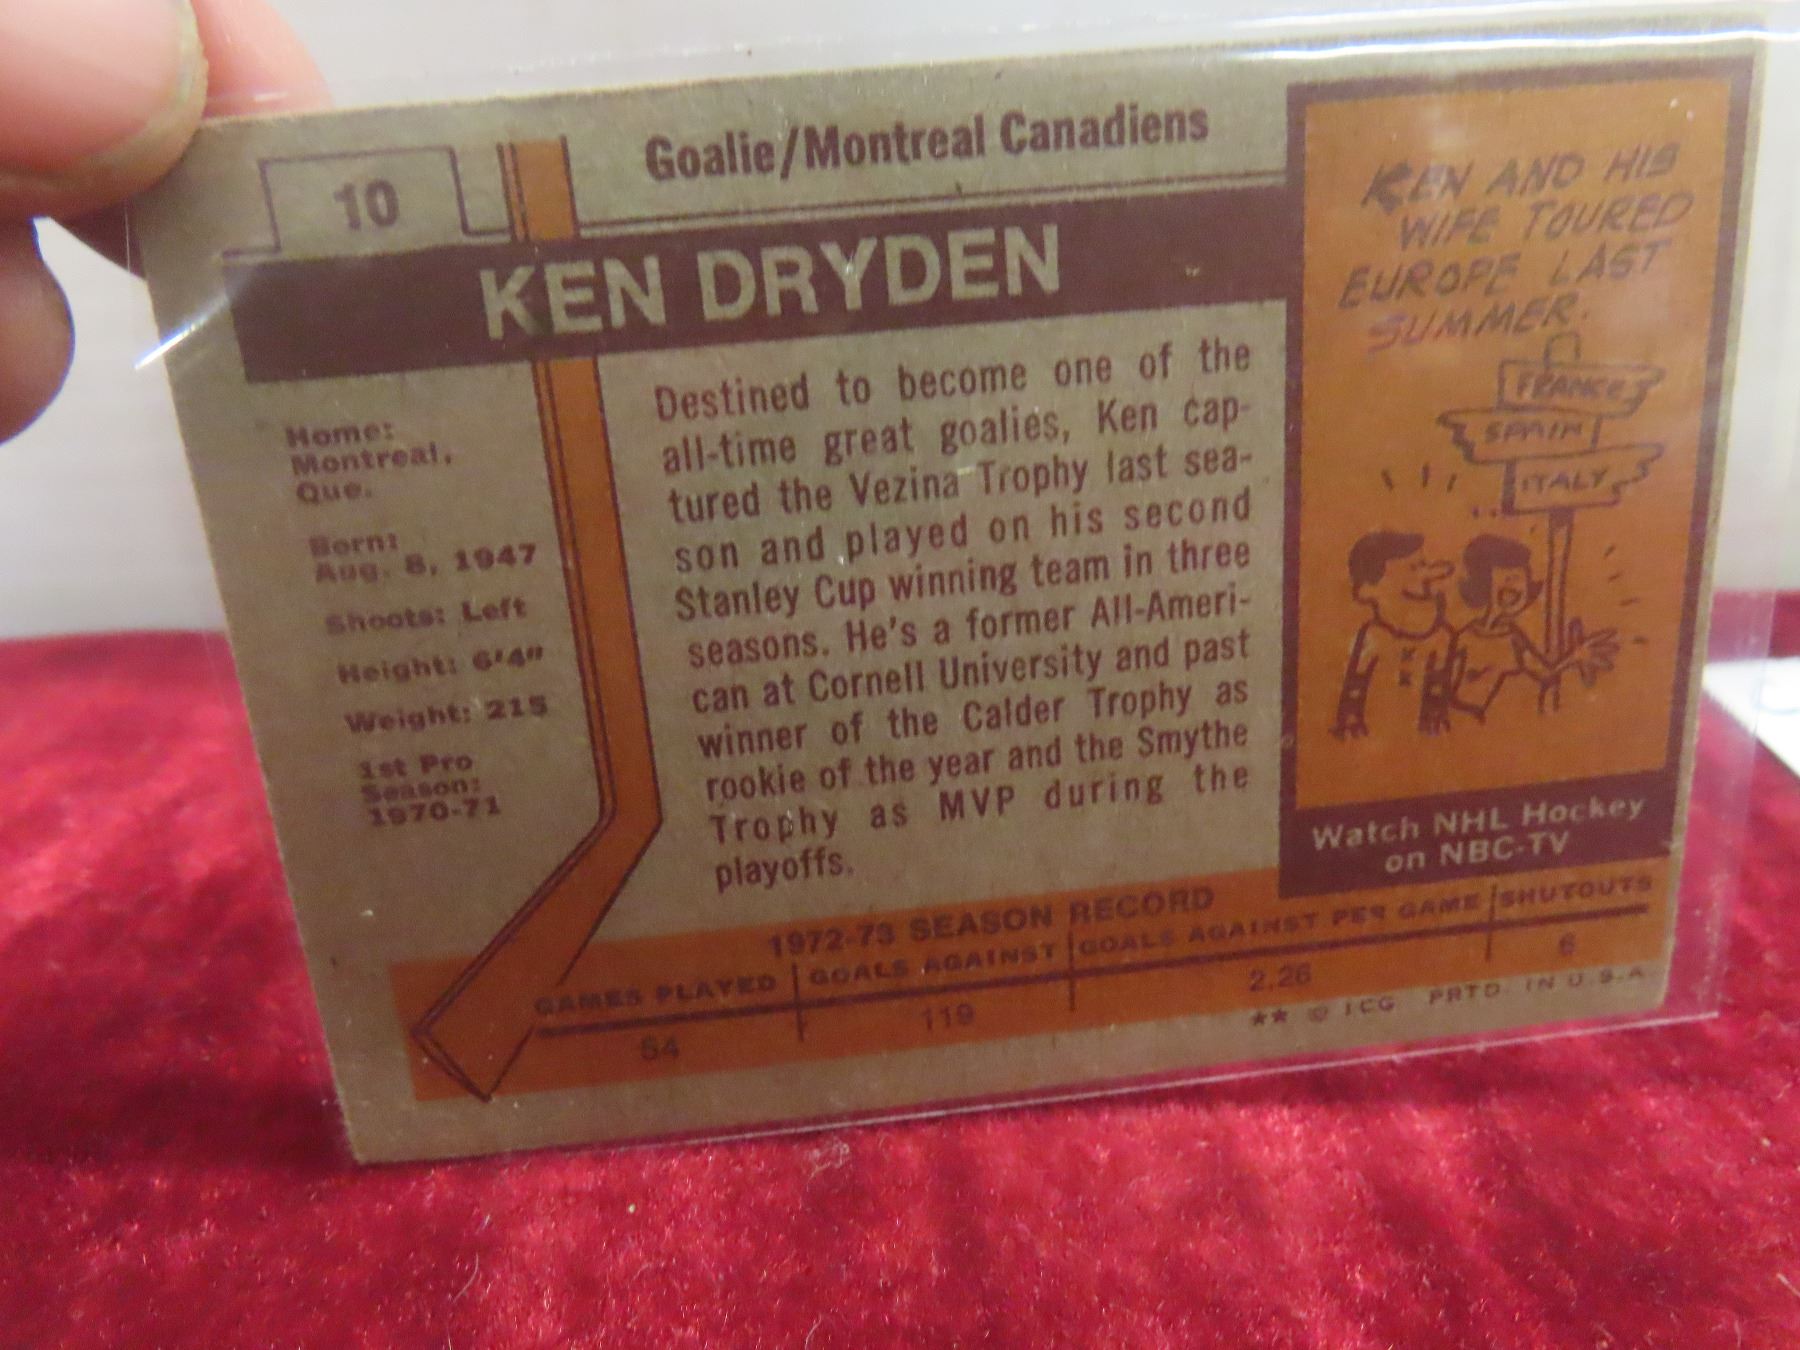 10
Goalie/Montreal Canadiens
KEN DRYDEN
Home:
Montreal,
Que.
Born:
Aug. 8, 1947
Shoots: Left
Height: 6'4"
Weight: 215
1st Pro
Season:
1970-71
Destined to become one of the
all-time great goalies, Ken cap-
tured the Vezina Trophy last sea-
son and played on his second
Stanley Cup winning team in three
seasons. He's a former All-Ameri-
can at Cornell University and past
winner of the Calder Trophy as
rookie of the year and the Smythe
Trophy as MVP during the
playoffs.
KEN AND HIS
WIFE TOURED
EUROPE LAST
SUMMER.
FRANCE
SPAIN
ITALY
Watch NHL Hockey
on NBC-TV
1972-73 SEASON RECORD
GAMES PLAYED GOALS AGAINST GOALS AGAINST PER GAME SHUTOUTS
54 119 2.26 6
** © ICG PRTD. IN U.S.A.